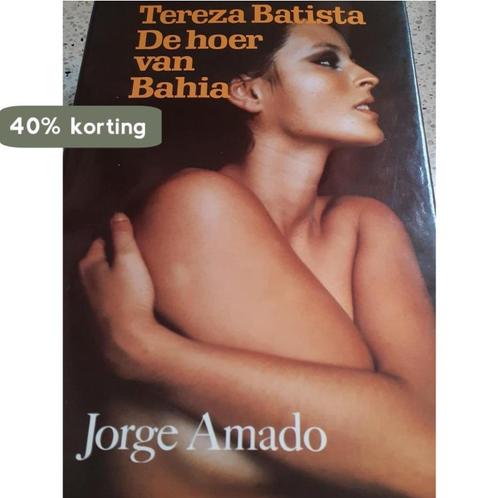 Tereza Batista
De hoer
van
Bahia
40% korting
Jorge Amado